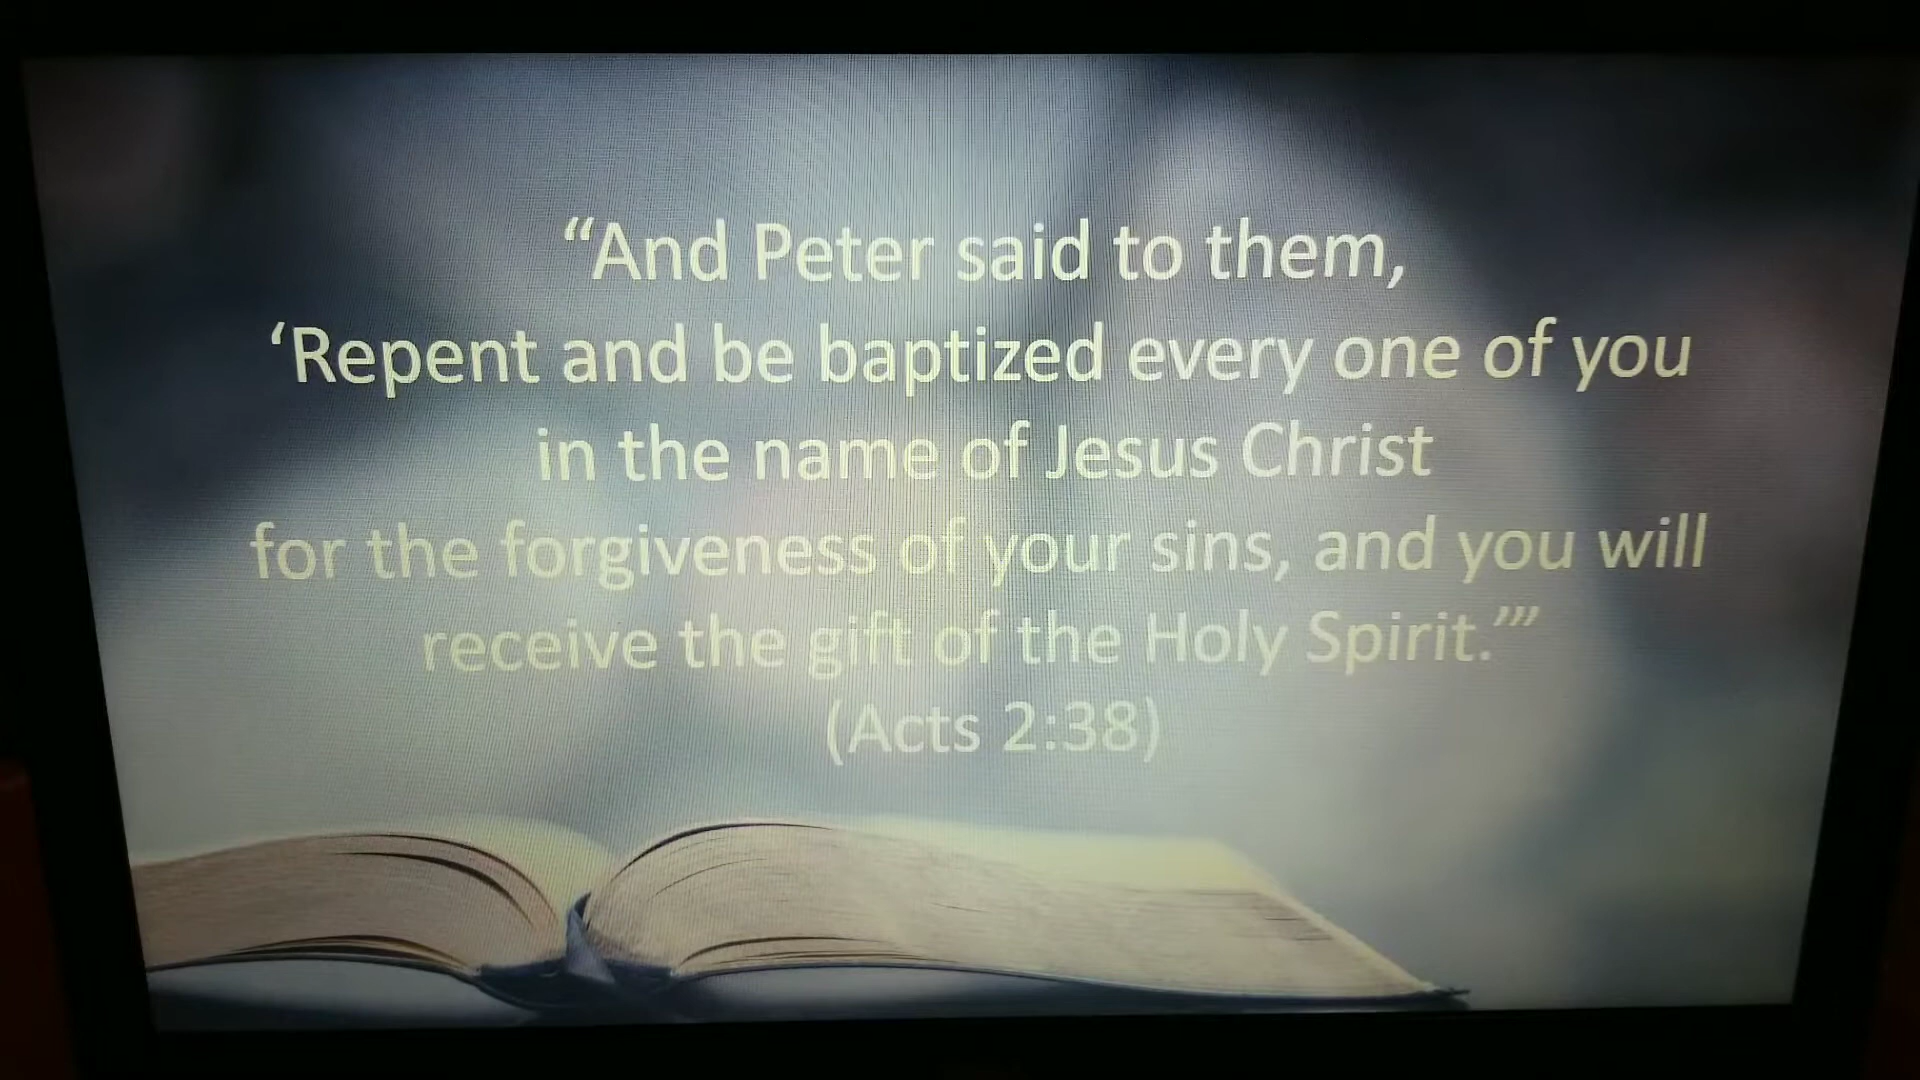 “And Peter said to them,
‘Repent and be baptized every one of you
in the name of Jesus Christ
for the forgiveness of your sins, and you will
receive the gift of the Holy Spirit.’”
(Acts 2:38)